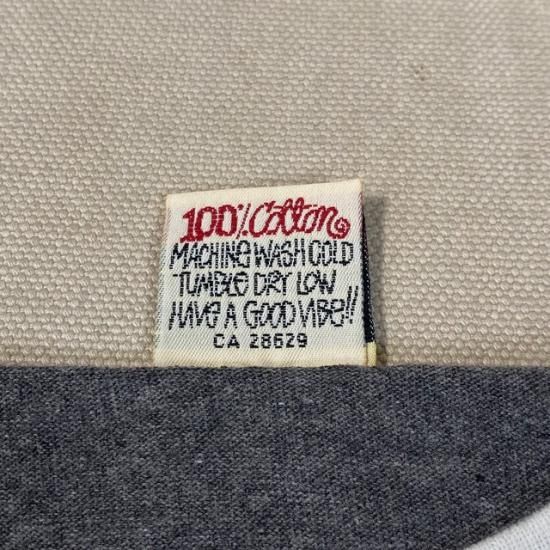 100% Cotton
MACHINE WASH COLD
TUMBLE DRY LOW
HAVE A GOOD VIBE!!
CA 28629